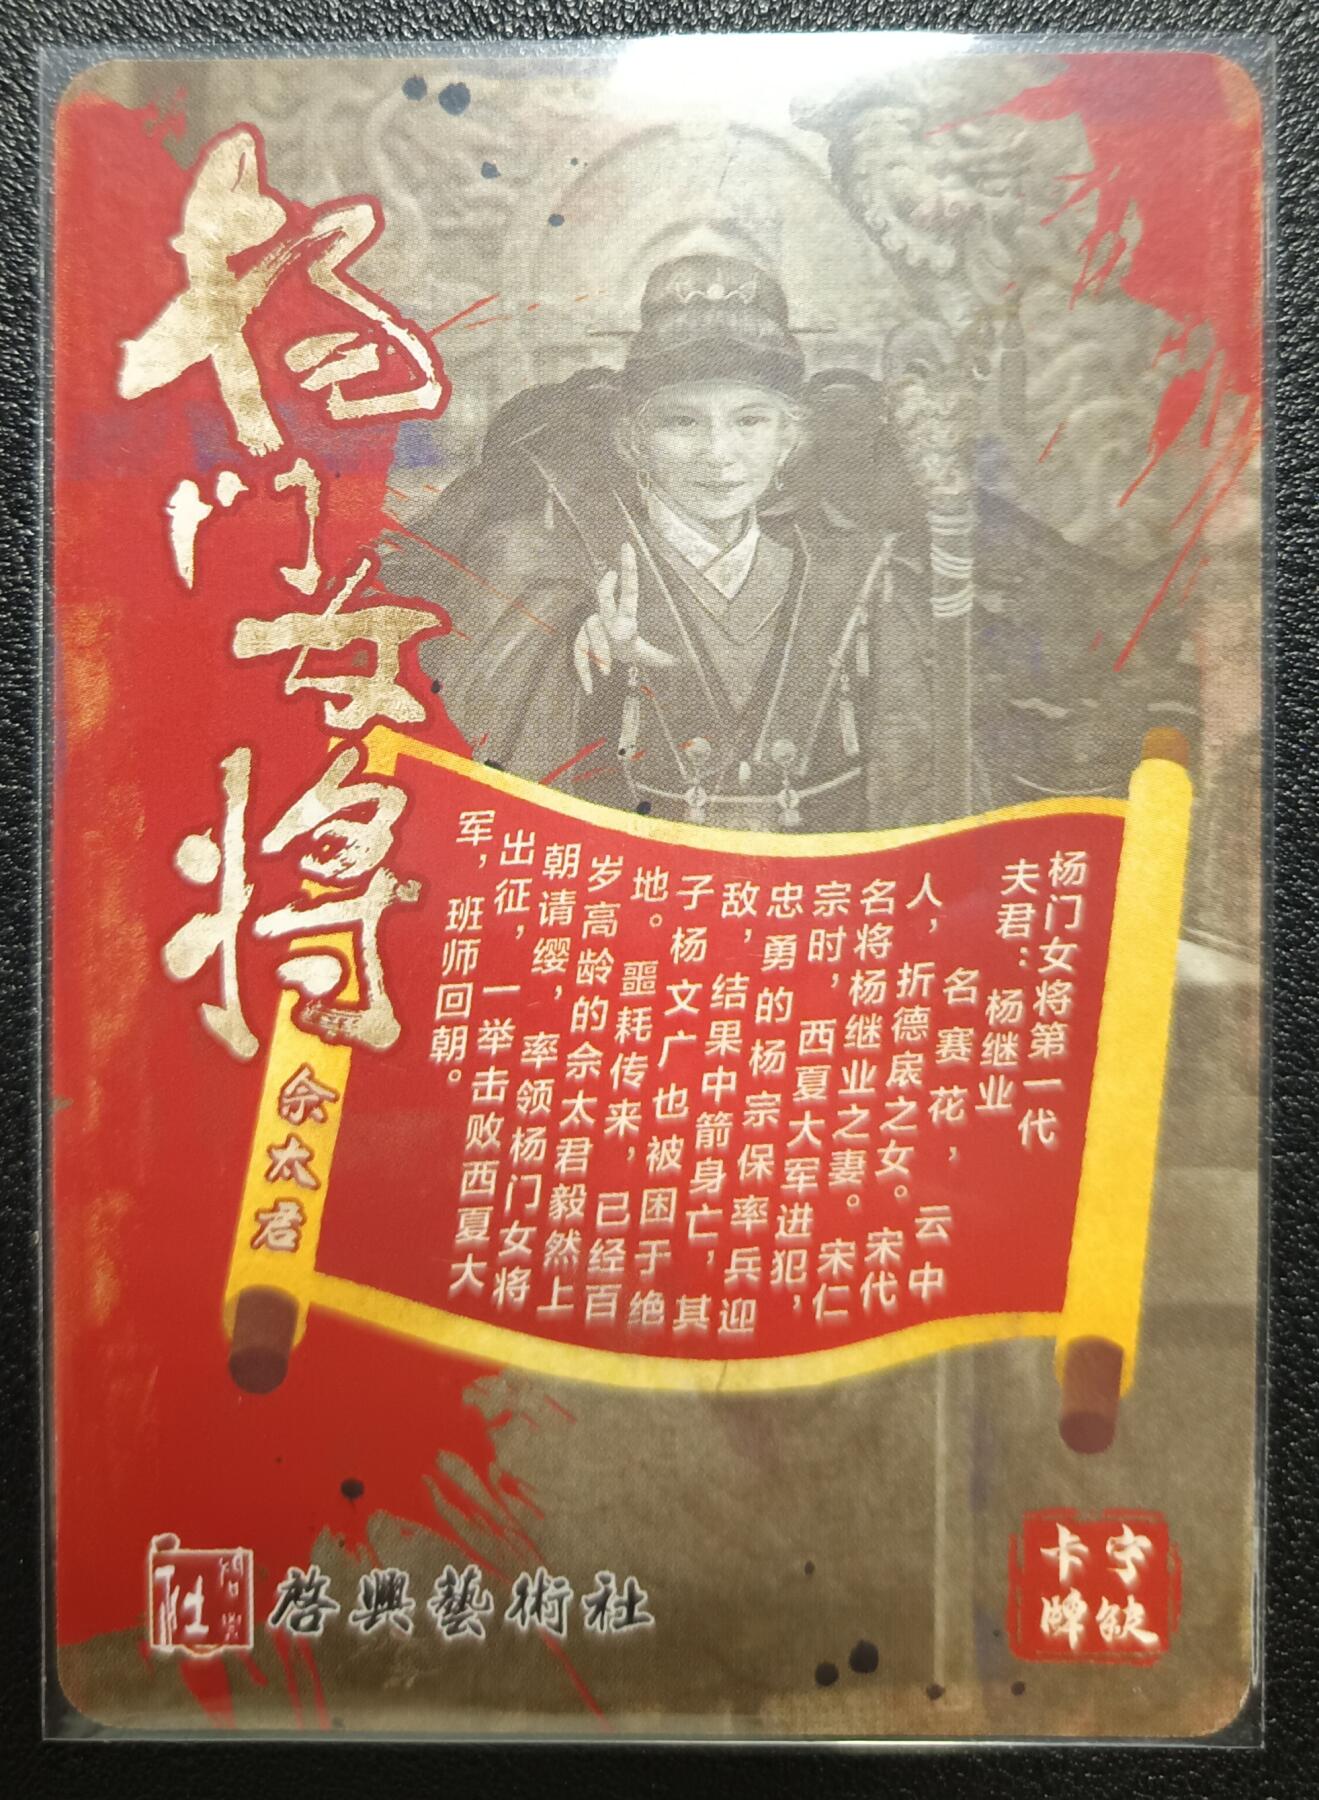 杨门女将
杨门女将第一代
夫君：杨继业
名赛花，云中
人，折德扆之女。宋代
名将杨继业之妻。宋仁
宗时，西夏大军进犯，
忠勇的杨宗保率兵迎
敌，结果中箭身亡，其
子杨文广也被困于绝
地。噩耗传来，已经百
岁高龄的佘太君毅然上
朝请缨，率领杨门女将
出征，一举击败西夏大
军，班师回朝。
佘太君
啓興藝術社
宁缺
卡牌